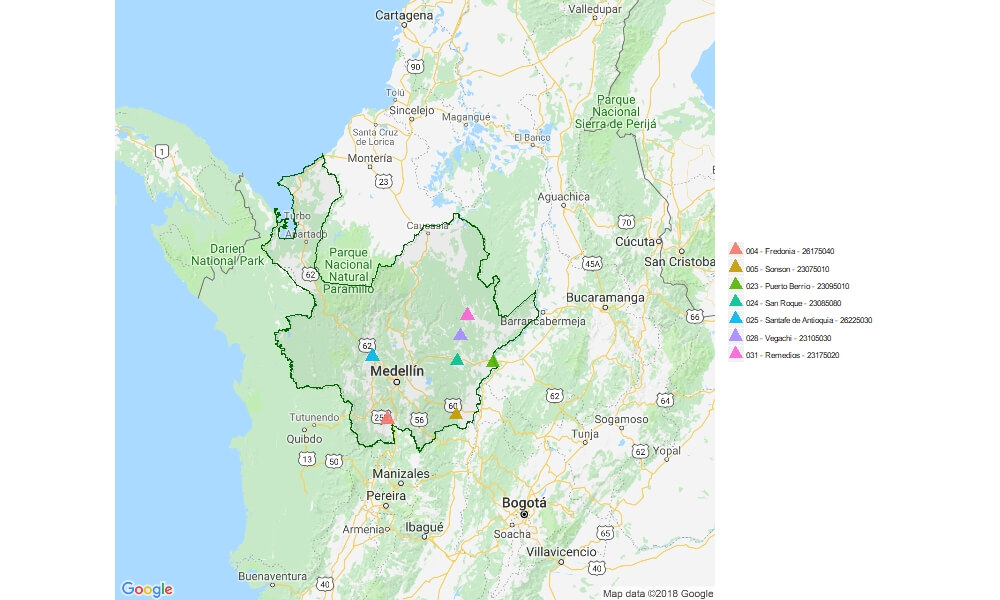 Cartagena
Valledupar
90
Tolú
Sincelejo
Magangué
Parque
Nacional
Sierra de Perijá
Santa Cruz
de Lorica
El Banco
1
Montería
23
Aguachica
Turbo
Apartado
Caucasia
70
Cúcuta
Darien
National Park
Parque
Nacional
Natural
Paramillo
62
45A
San Cristoba
Bucaramanga
Barrancabermeja
66
62
Medellín
62
64
60
25
56
Tutunendo
Quibdo
Sogamoso
Tunja
13
50
62
Yopal
Manizales
Pereira
Bogotá
Armenia
Ibagué
Soacha
65
Villavicencio
40
Buenaventura
40
Google
Map data ©2018 Google
004 - Fredonia - 26175040
005 - Sonson - 23075010
023 - Puerto Berrio - 23095010
024 - San Roque - 23085080
025 - Santafe de Antioquia - 26225030
028 - Vegachi - 23105030
031 - Remedios - 23175020